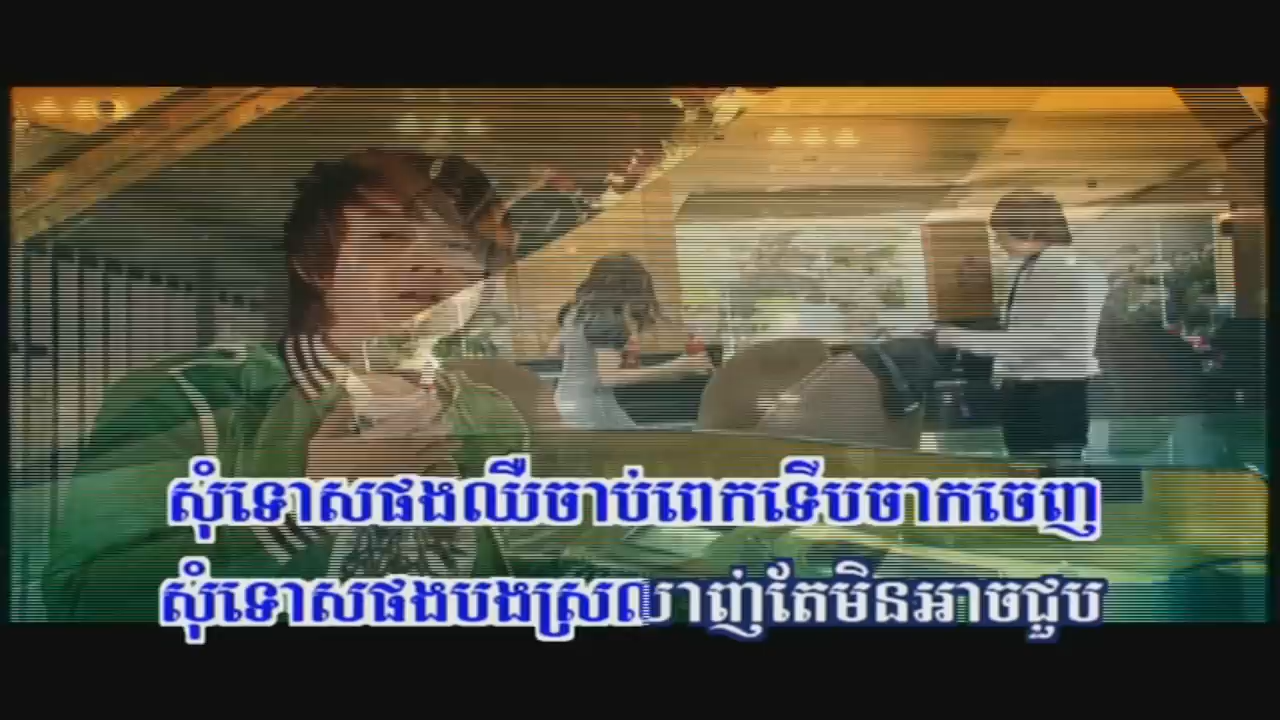 សុំទោសផងឈឺចាប់ពេកទើបចាកចេញ
សុំទោសផងបងស្រលាញ់តែមិនអាចជួប